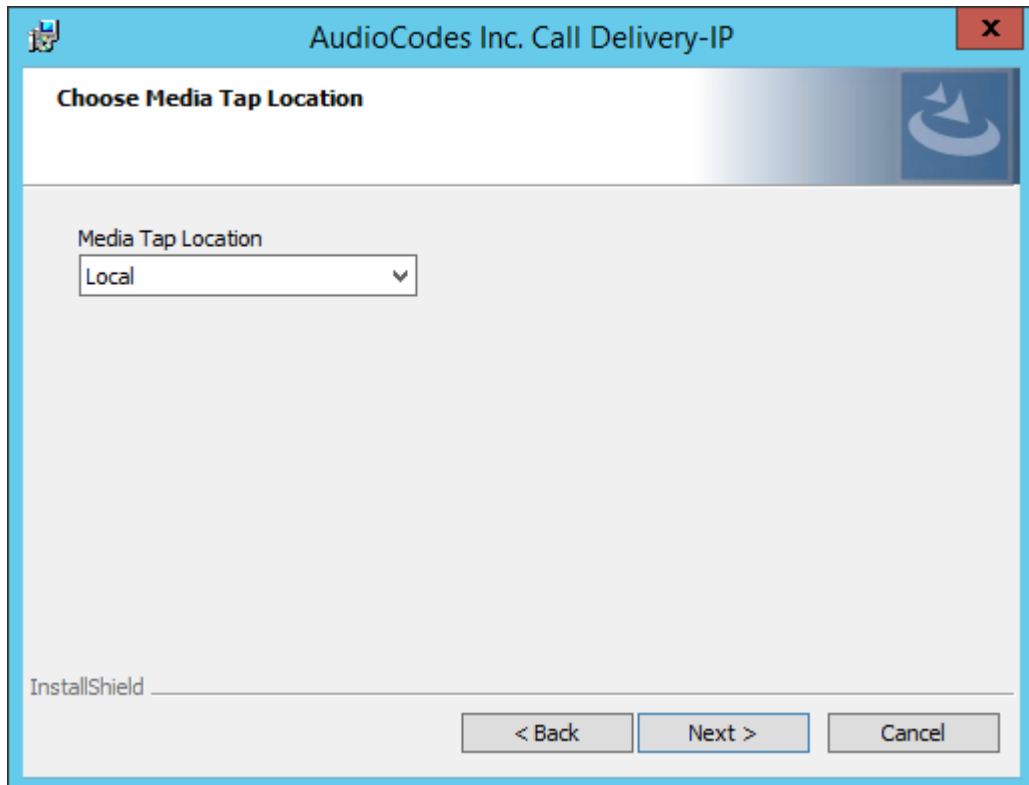 AudioCodes Inc. Call Delivery-IP
x
Choose Media Tap Location
Media Tap Location
Local
InstallShield
< Back Next > Cancel